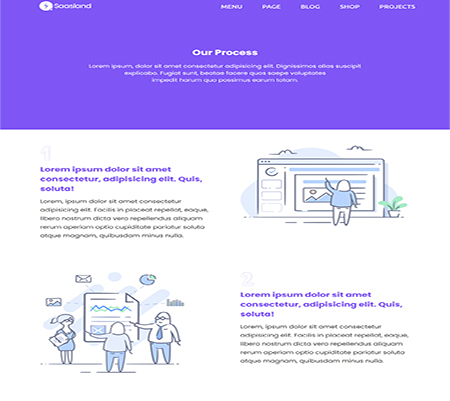 Saasland
MENU PAGE BLOG SHOP PROJECTS
Our Process
Lorem ipsum dolor sit amet consectetur adipisicing elit. Dignissimos alias suscipit
explicabo. Fugiat sunt, beatae facere quos voluptates
impedit harum quo possimus earum totam.
1
Lorem ipsum dolor sit amet
consectetur, adipisicing elit. Quis,
soluta!
Lorem ipsum dolor sit amet consectetur,
adipisicing elit. Facilis in placeat repellat, eaque,
libero nostrum dolores vero repellendus aliquam
rerum aperiam optio cupiditate pariatur soluta
atque magnam, quibusdam minus nulla.
2
Lorem ipsum dolor sit amet
consectetur, adipisicing elit. Quis,
soluta!
Lorem ipsum dolor sit amet consectetur,
adipisicing elit. Facilis in placeat repellat, eaque,
libero nostrum dolores vero repellendus aliquam
rerum aperiam optio cupiditate pariatur soluta
atque magnam, quibusdam minus nulla.